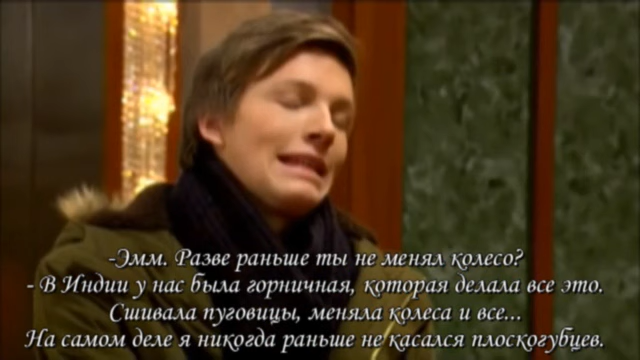 -Эмм. Разве раньше ты не менял колесо?
- В Индии у нас была горничная, которая делала все это.
Сшивала пуговицы, меняла колеса и все...
На самом деле я никогда раньше не касался плоскогубцев.